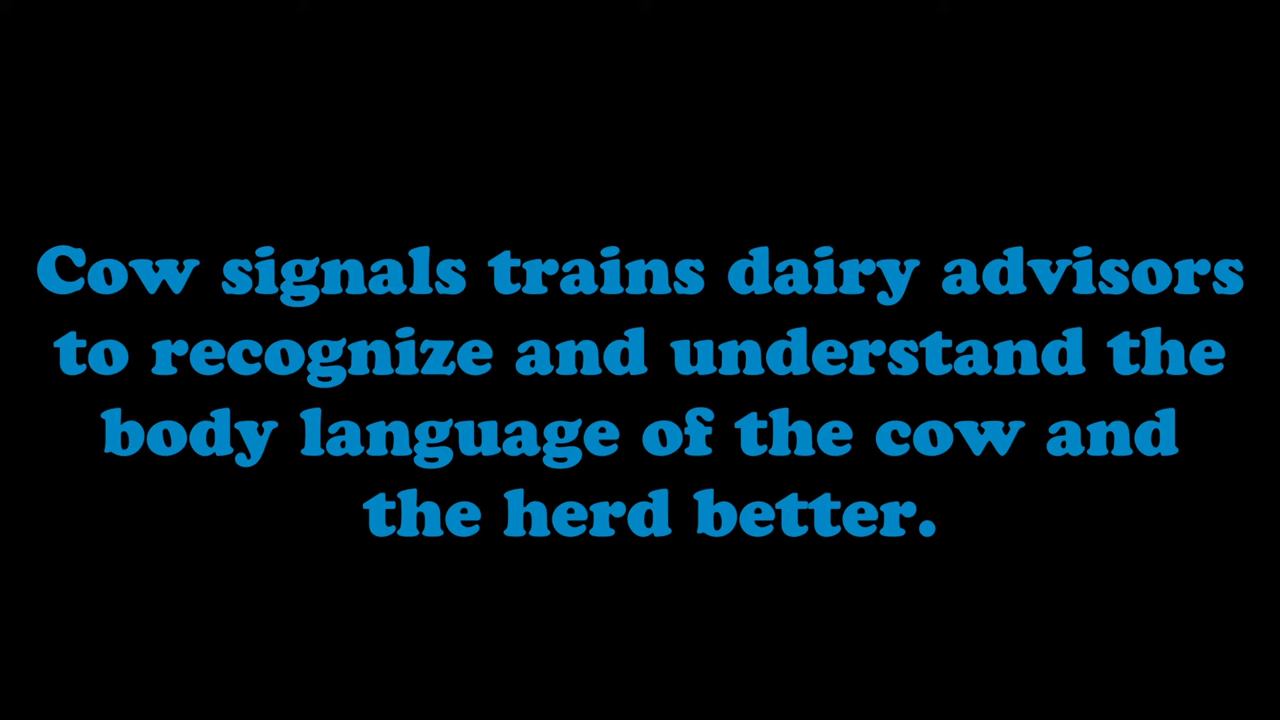 Cow signals trains dairy advisors
to recognize and understand the
body language of the cow and
the herd better.